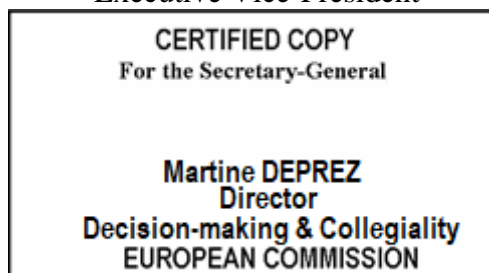 Executive Vice-President
CERTIFIED COPY
For the Secretary-General
Martine DEPREZ
Director
Decision-making & Collegiality
EUROPEAN COMMISSION